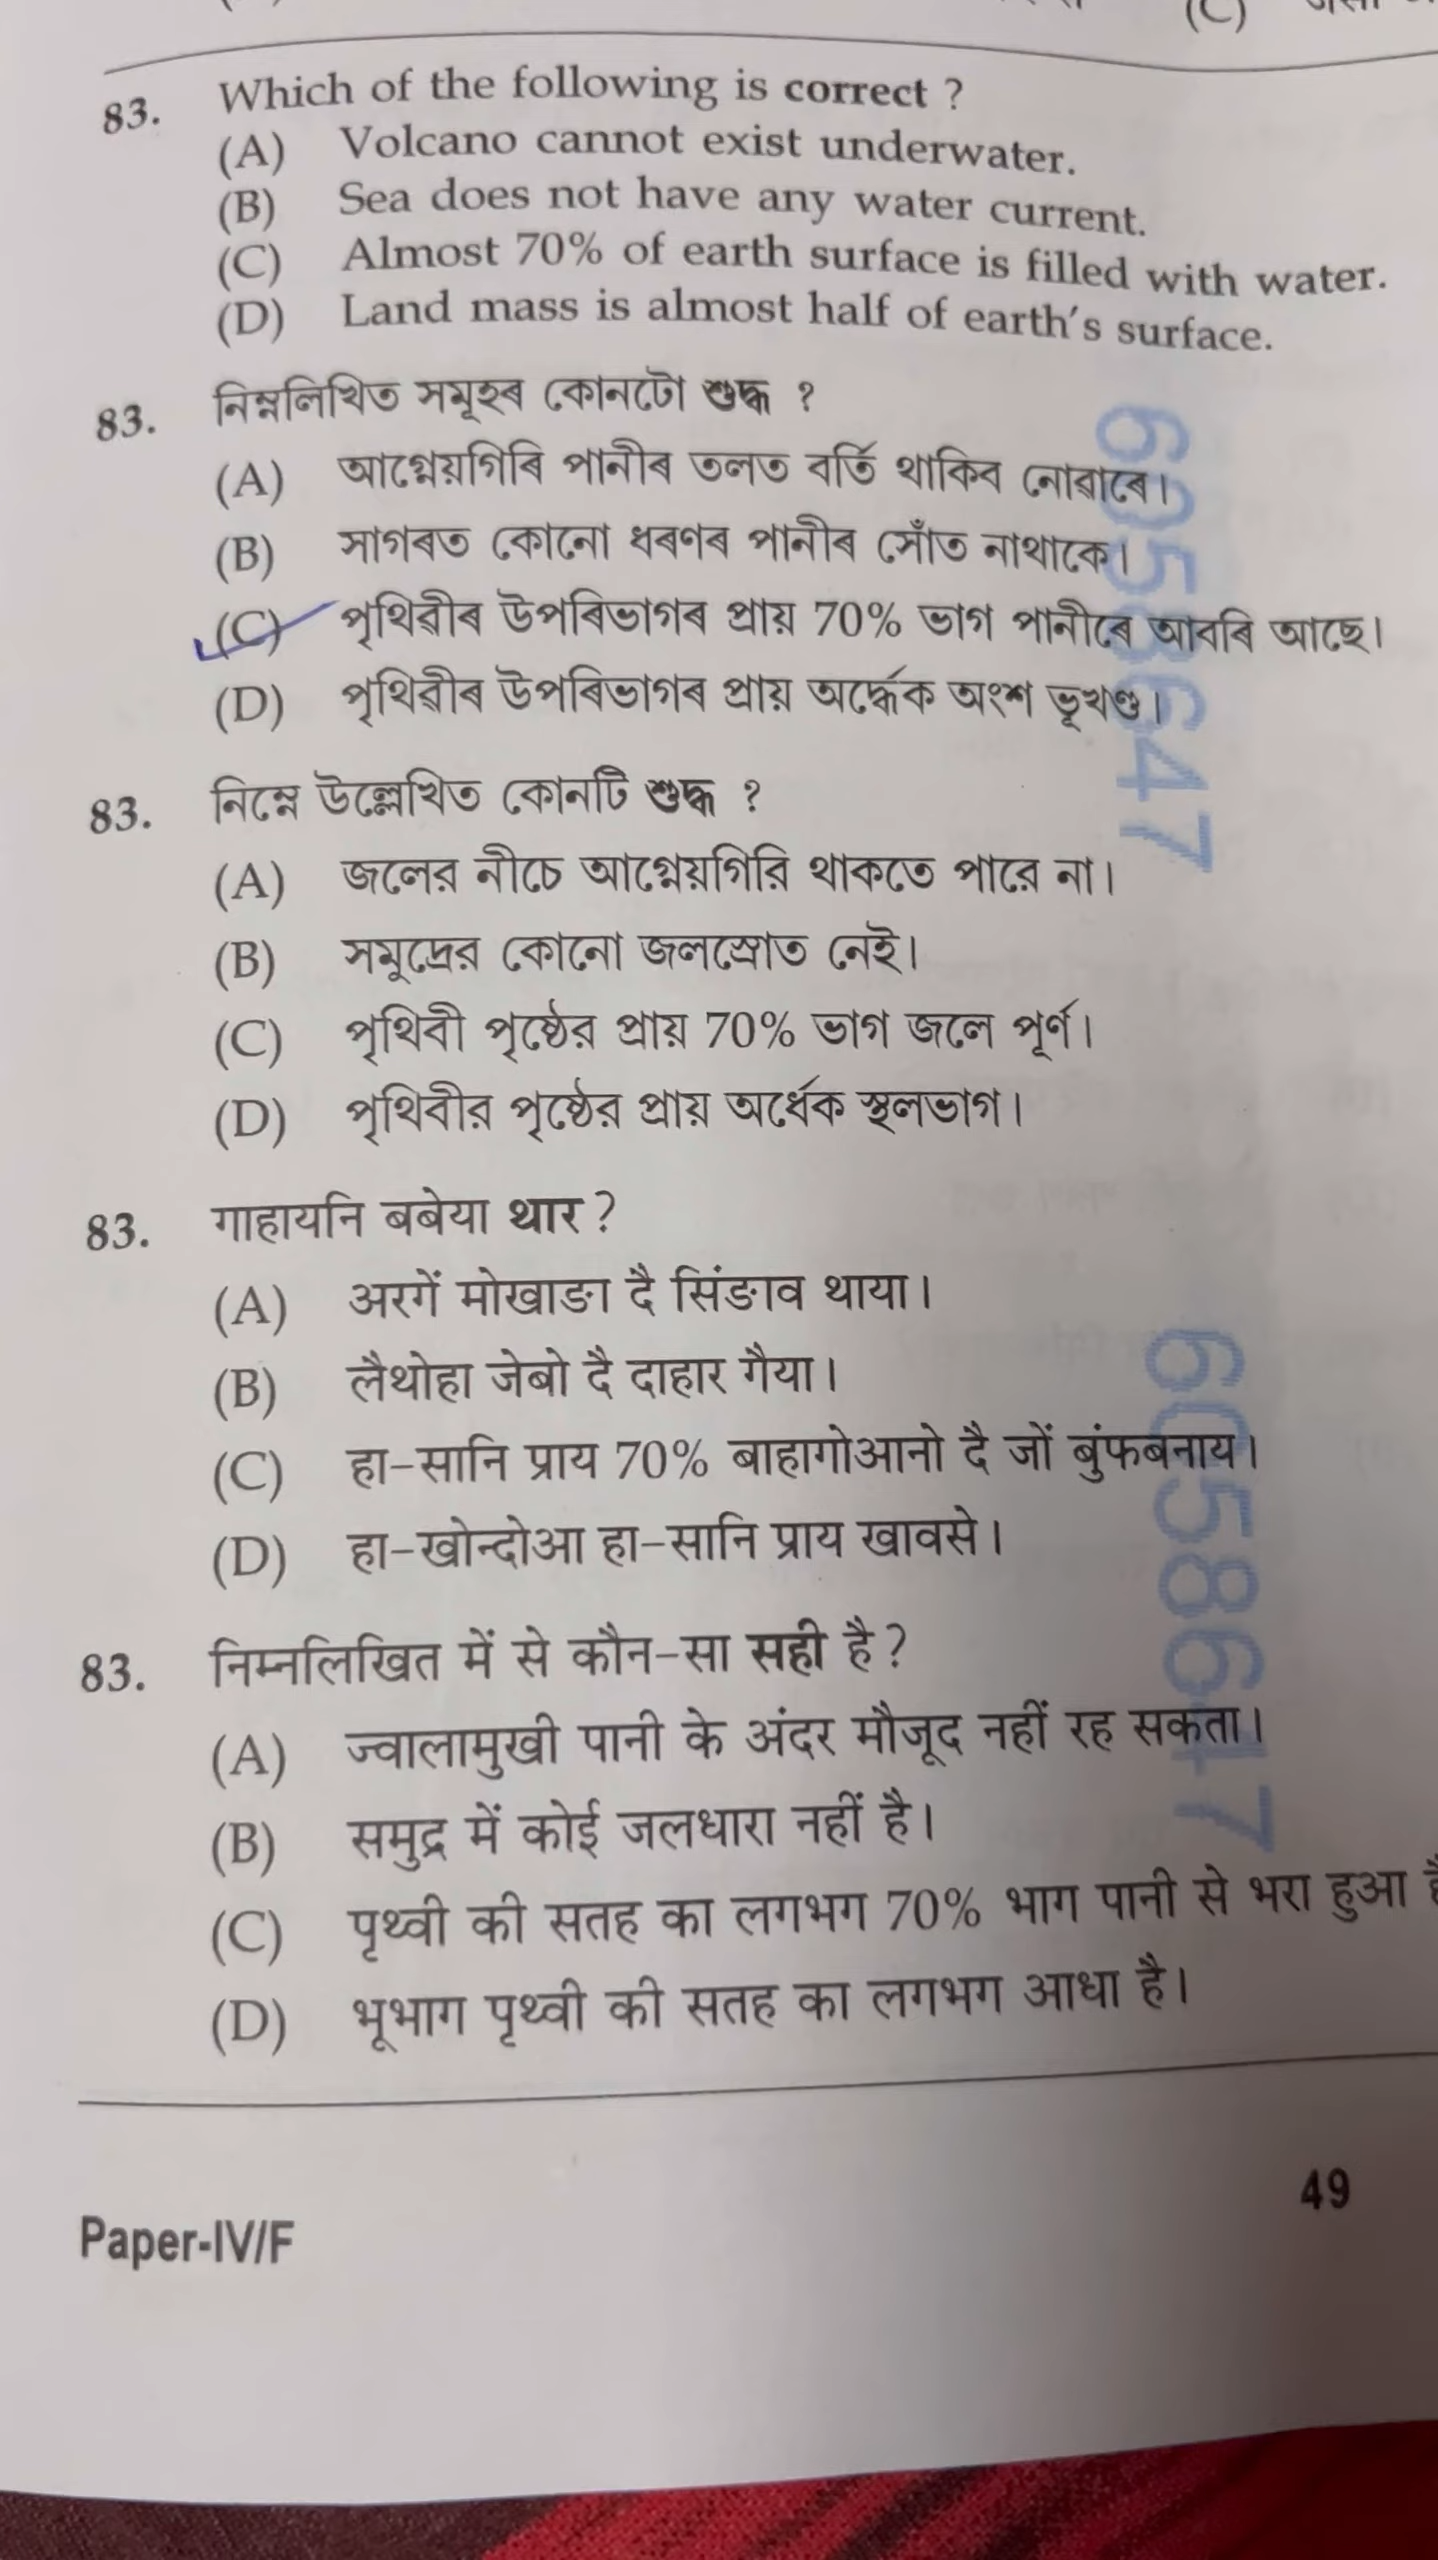 (C)
83. Which of the following is correct ?
(A) Volcano cannot exist underwater.
(B) Sea does not have any water current.
(C) Almost 70% of earth surface is filled with water.
(D) Land mass is almost half of earth's surface.
83. নিম্নলিখিত সমূহৰ কোনটো শুদ্ধ ?
(A) আগ্নেয়গিৰি পানীৰ তলত বৰ্তি থাকিব নোৱাৰে।
(B) সাগৰত কোনো ধৰণৰ পানীৰ সোঁত নাথাকে।
(C) পৃথিৱীৰ উপৰিভাগৰ প্ৰায় 70% ভাগ পানীৰে আবৰি আছে।
(D) পৃথিৱীৰ উপৰিভাগৰ প্ৰায় অৰ্দ্ধেক অংশ ভূখণ্ড।
83. নিম্নে উল্লেখিত কোনটি শুদ্ধ ?
(A) জলের নীচে আগ্নেয়গিরি থাকতে পারে না।
(B) সমুদ্রের কোনো জলস্রোত নেই।
(C) পৃথিবী পৃষ্ঠের প্রায় 70% ভাগ জলে পূর্ণ।
(D) পৃথিবীর পৃষ্ঠের প্রায় অর্ধেক স্থলভাগ।
83. गाहायनि बबेया थार ?
(A) अरगें मोखाङा दै सिंङाव थाया।
(B) लैथोहा जेबो दै दाहार गैया।
(C) हा-सानि प्राय 70% बाहागोआनो दै जों बुंफबनाय।
(D) हा-खोन्दोआ हा-सानि प्राय खावसे।
83. निम्नलिखित में से कौन-सा सही है ?
(A) ज्वालामुखी पानी के अंदर मौजूद नहीं रह सकता।
(B) समुद्र में कोई जलधारा नहीं है।
(C) पृथ्वी की सतह का लगभग 70% भाग पानी से भरा हुआ है
(D) भूभाग पृथ्वी की सतह का लगभग आधा है।
6058647
6058647
49
Paper-IV/F